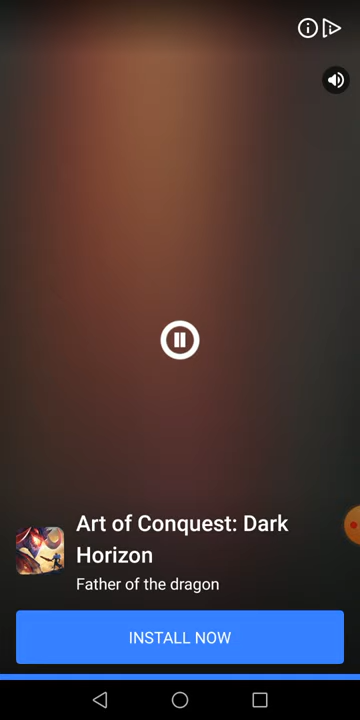 Art of Conquest: Dark
Horizon
Father of the dragon
INSTALL NOW